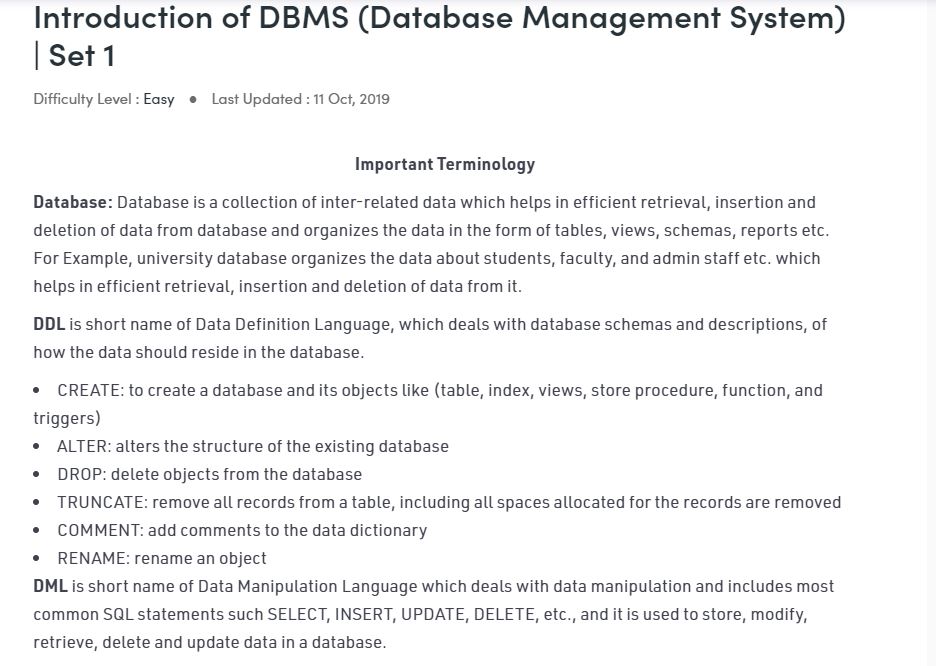 Introduction of DBMS (Database Management System)
| Set 1
Difficulty Level : Easy ● Last Updated : 11 Oct, 2019
Important Terminology
Database: Database is a collection of inter-related data which helps in efficient retrieval, insertion and
deletion of data from database and organizes the data in the form of tables, views, schemas, reports etc.
For Example, university database organizes the data about students, faculty, and admin staff etc. which
helps in efficient retrieval, insertion and deletion of data from it.
DDL is short name of Data Definition Language, which deals with database schemas and descriptions, of
how the data should reside in the database.
• CREATE: to create a database and its objects like (table, index, views, store procedure, function, and
triggers)
• ALTER: alters the structure of the existing database
• DROP: delete objects from the database
• TRUNCATE: remove all records from a table, including all spaces allocated for the records are removed
• COMMENT: add comments to the data dictionary
• RENAME: rename an object
DML is short name of Data Manipulation Language which deals with data manipulation and includes most
common SQL statements such SELECT, INSERT, UPDATE, DELETE, etc., and it is used to store, modify,
retrieve, delete and update data in a database.